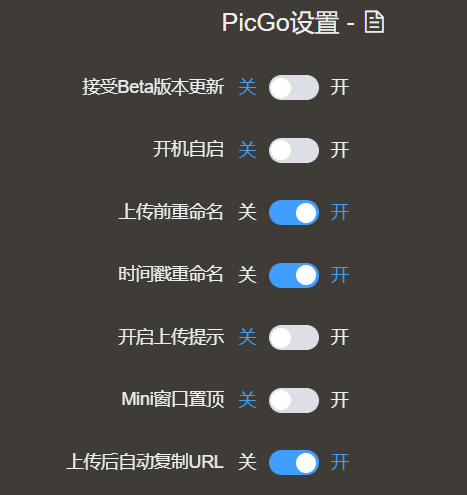 PicGo设置 -
接受Beta版本更新 关 开
开机自启 关 开
上传前重命名 关 开
时间戳重命名 关 开
开启上传提示 关 开
Mini窗口置顶 关 开
上传后自动复制URL 关 开